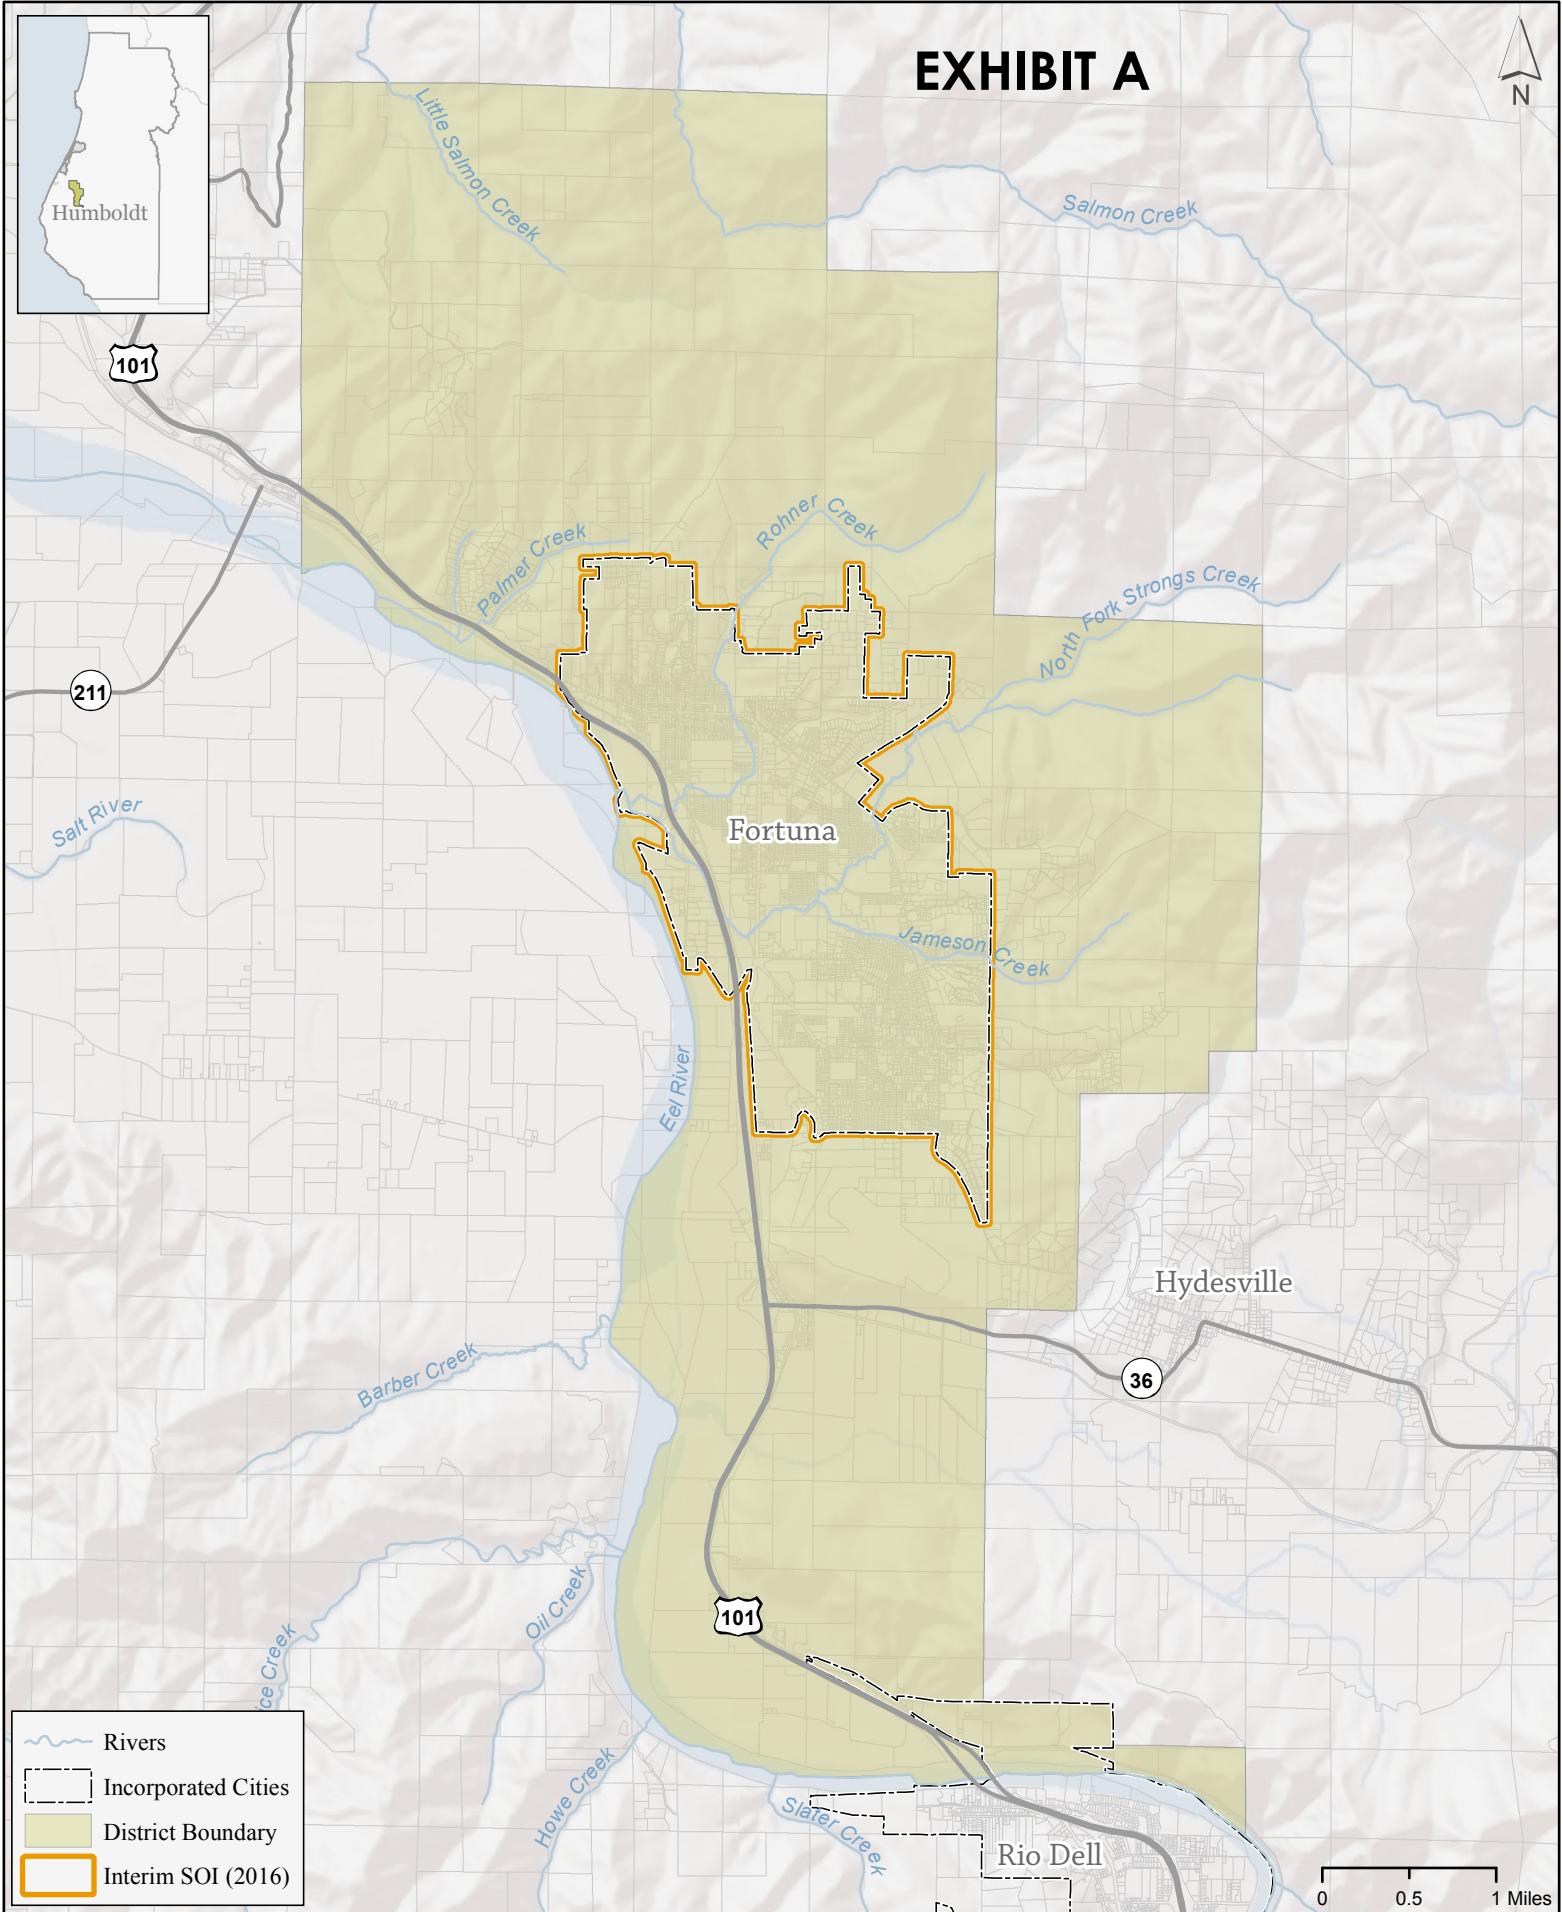 EXHIBIT A
N
Humboldt
Little Salmon Creek
Salmon Creek
101
Rohner Creek
Palmer Creek
North Fork Strongs Creek
211
Salt River
Fortuna
Jameson Creek
Eel River
Hydesville
Barber Creek
36
Oil Creek
101
ice Creek
Howe Creek
Slater Creek
Rio Dell
Rivers
Incorporated Cities
District Boundary
Interim SOI (2016)
0 0.5 1 Miles